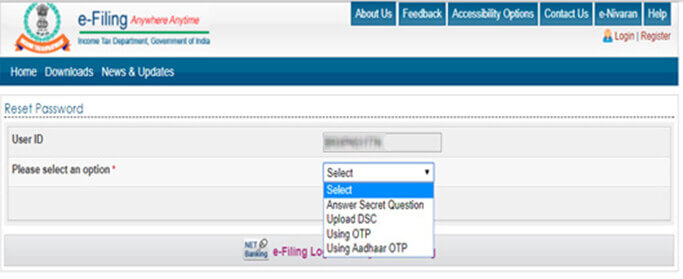 About Us Feedback Accessibility Options Contact Us e-Nivaran Help
e-Filing Anywhere Anytime
Income Tax Department, Government of India
Login | Register
Home Downloads News & Updates
Reset Password
User ID
Please select an option *
Select
Select
Answer Secret Question
Upload DSC
Using OTP
Using Aadhaar OTP
NET
Banking
e-Filing Lo